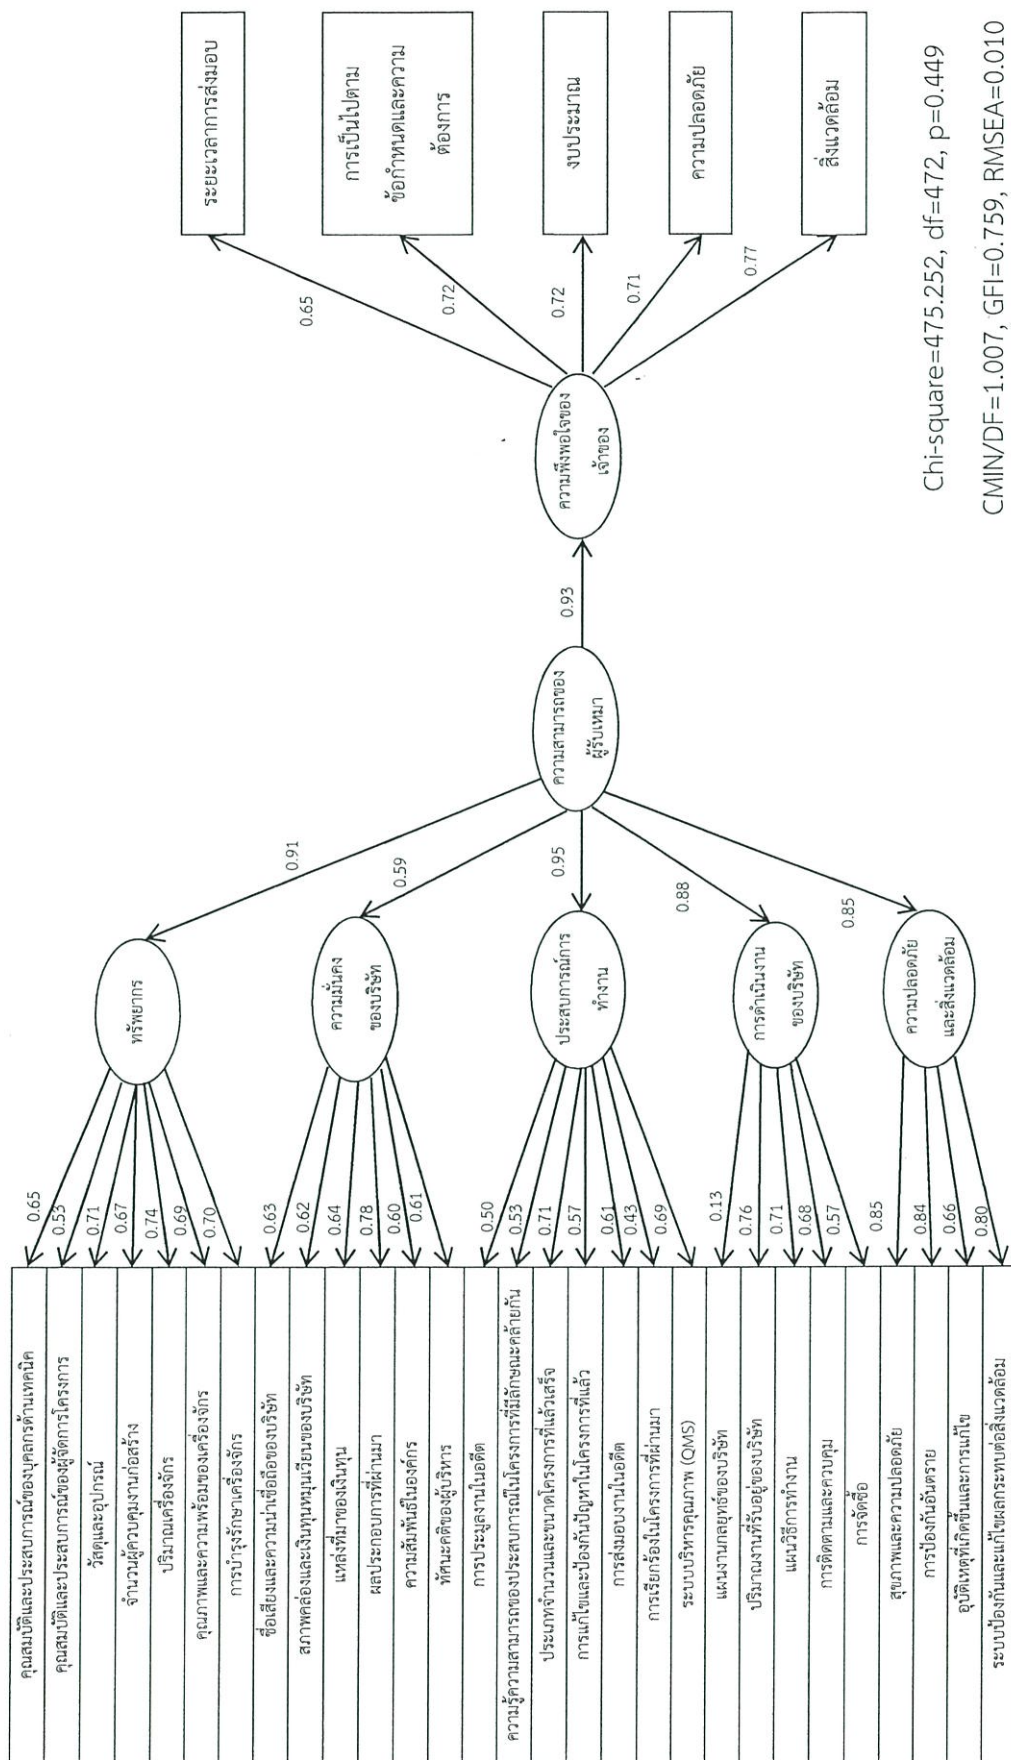 คุณสมบัติและประสบการณ์ของบุคลกรด้านเทคนิค
คุณสมบัติและประสบการณ์ของผู้จัดการโครงการ
วัสดุและอุปกรณ์
จำนวนผู้ควบคุมงานก่อสร้าง
ปริมาณเครื่องจักร
คุณภาพและความพร้อมของเครื่องจักร
การบำรุงรักษาเครื่องจักร
ชื่อเสียงและความน่าเชื่อถือของบริษัท
สภาพคล่องและเงินทุนหมุนเวียนของบริษัท
แหล่งที่มาของเงินทุน
ผลประกอบการที่ผ่านมา
ความสัมพันธ์ในองค์กร
ทัศนะคติของผู้บริหาร
การประมูลงานในอดีต
ความรู้ความสามารถของประสบการณ์ในโครงการที่มีลักษณะคล้ายกัน
ประเภทจำนวนและขนาดโครงการที่แล้วเสร็จ
การแก้ไขและป้องกันปัญหาในโครงการที่แล้ว
การส่งมอบงานในอดีต
การเรียกร้องในโครงการที่ผ่านมา
ระบบบริหารคุณภาพ (QMS)
แผนงานกลยุทธ์ของบริษัท
ปริมาณงานที่รับอยู่ของบริษัท
แผนวิธีการทำงาน
การติดตามและควบคุม
การจัดซื้อ
สุขภาพและความปลอดภัย
การป้องกันอันตราย
อุบัติเหตุที่เกิดขึ้นและการแก้ไข
ระบบป้องกันและแก้ไขผลกระทบต่อสิ่งแวดล้อม
0.65
0.53
0.71
0.67
0.74
0.69
0.70
0.63
0.62
0.64
0.78
0.60
0.61
0.50
0.53
0.71
0.57
0.61
0.43
0.69
0.13
0.76
0.71
0.68
0.57
0.85
0.84
0.66
0.80
ทรัพยากร
ความมั่นคง
ของบริษัท
ประสบการณ์การ
ทำงาน
การดำเนินงาน
ของบริษัท
ความปลอดภัย
และสิ่งแวดล้อม
0.91
0.59
0.95
0.88
0.85
ความสามารถของ
ผู้รับเหมา
0.93
ความพึงพอใจของ
เจ้าของ
0.65
0.72
0.72
0.71
0.77
ระยะเวลาการส่งมอบ
การเป็นไปตาม
ข้อกำหนดและความ
ต้องการ
งบประมาณ
ความปลอดภัย
สิ่งแวดล้อม
Chi-square=475.252, df=472, p=0.449
CMIN/DF=1.007, GFI=0.759, RMSEA=0.010